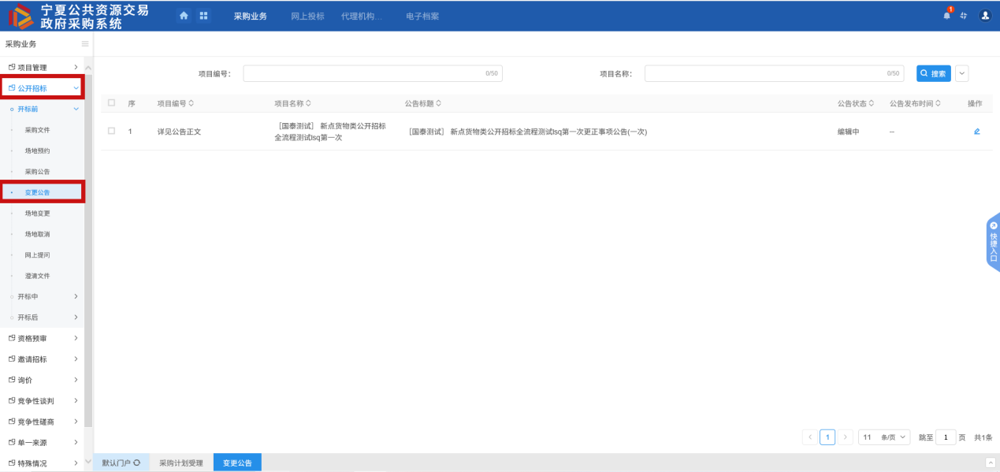 宁夏公共资源交易
政府采购系统
采购业务
网上投标
代理机构...
电子档案
1
采购业务
项目管理
公开招标
开标前
采购文件
场地预约
采购公告
变更公告
场地变更
场地取消
网上提问
澄清文件
开标中
开标后
资格预审
邀请招标
询价
竞争性谈判
竞争性磋商
单一来源
特殊情况
项目编号：
0/50
项目名称：
0/50
搜索
序 项目编号 项目名称 公告标题 公告状态 公告发布时间 操作
1 详见公告正文 ［国泰测试］ 新点货物类公开招标 ［国泰测试］ 新点货物类公开招标全流程测试lsq第一次更正事项公告(一次) 编辑中 --
全流程测试lsq第一次
快捷入口
1 11 条/页 跳至 1 页 共1条
默认门户 采购计划受理 变更公告